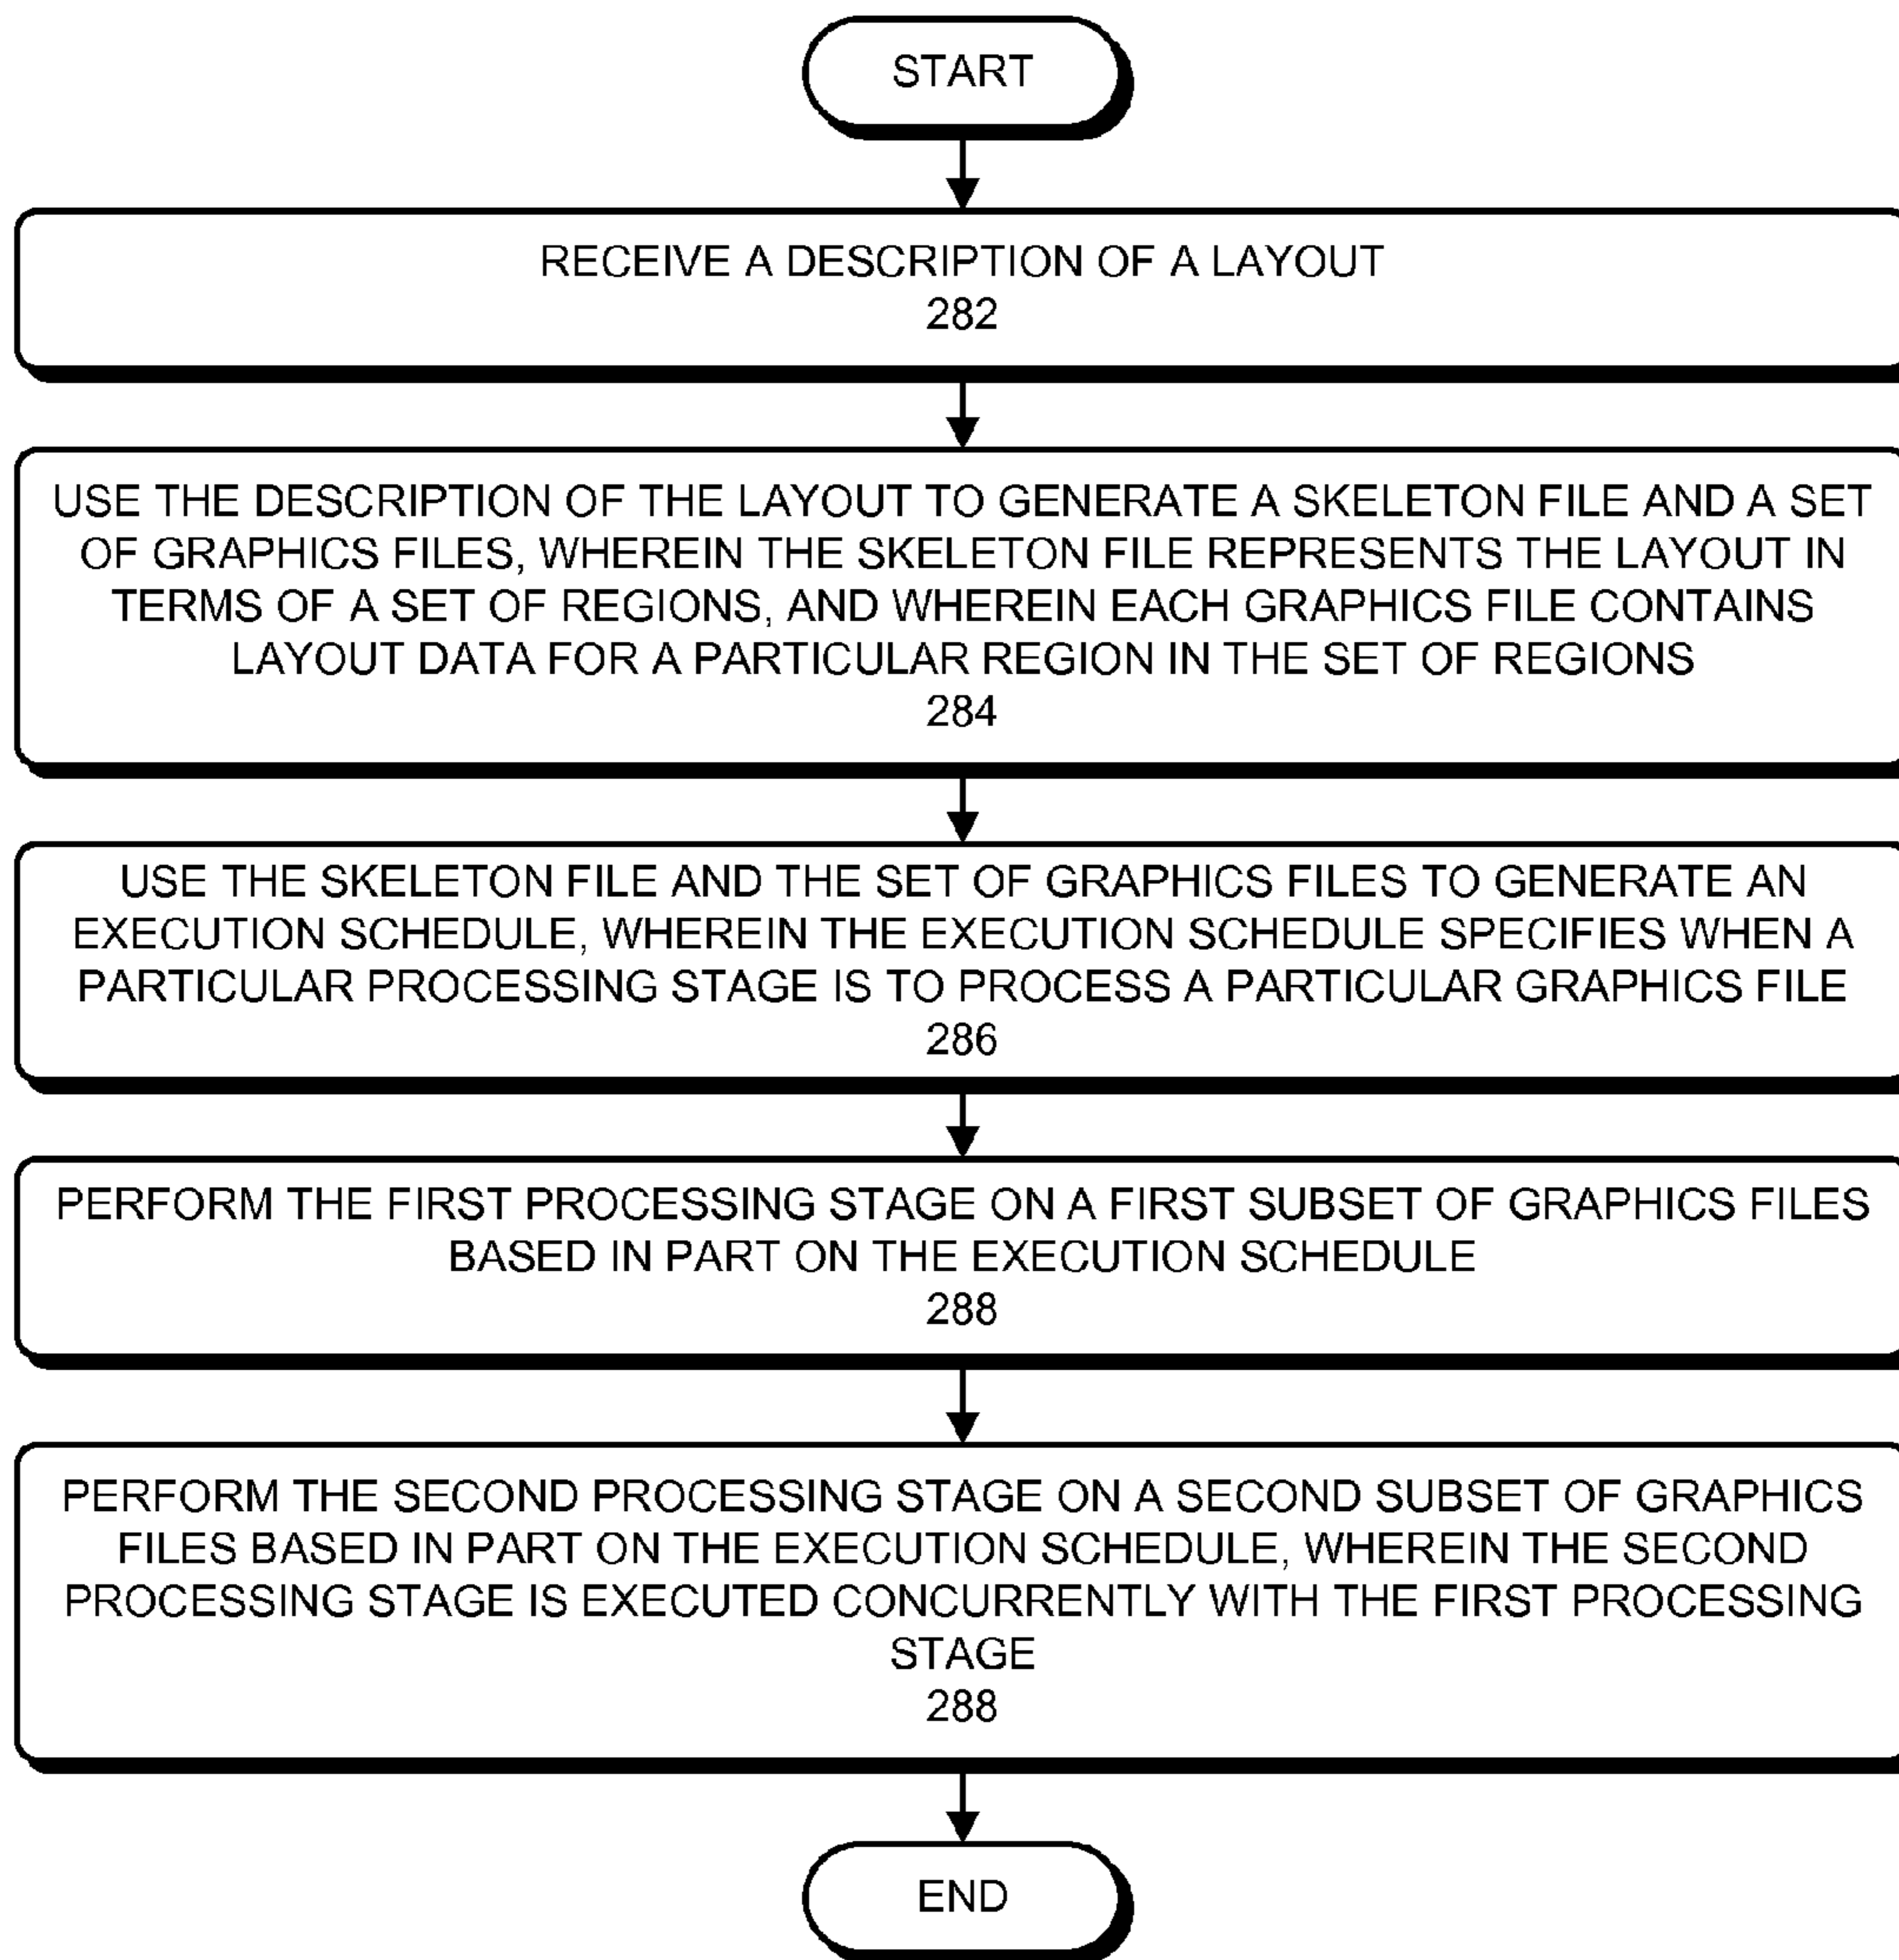 START
RECEIVE A DESCRIPTION OF A LAYOUT
282
USE THE DESCRIPTION OF THE LAYOUT TO GENERATE A SKELETON FILE AND A SET
OF GRAPHICS FILES, WHEREIN THE SKELETON FILE REPRESENTS THE LAYOUT IN
TERMS OF A SET OF REGIONS, AND WHEREIN EACH GRAPHICS FILE CONTAINS
LAYOUT DATA FOR A PARTICULAR REGION IN THE SET OF REGIONS
284
USE THE SKELETON FILE AND THE SET OF GRAPHICS FILES TO GENERATE AN
EXECUTION SCHEDULE, WHEREIN THE EXECUTION SCHEDULE SPECIFIES WHEN A
PARTICULAR PROCESSING STAGE IS TO PROCESS A PARTICULAR GRAPHICS FILE
286
PERFORM THE FIRST PROCESSING STAGE ON A FIRST SUBSET OF GRAPHICS FILES
BASED IN PART ON THE EXECUTION SCHEDULE
288
PERFORM THE SECOND PROCESSING STAGE ON A SECOND SUBSET OF GRAPHICS
FILES BASED IN PART ON THE EXECUTION SCHEDULE, WHEREIN THE SECOND
PROCESSING STAGE IS EXECUTED CONCURRENTLY WITH THE FIRST PROCESSING
STAGE
288
END